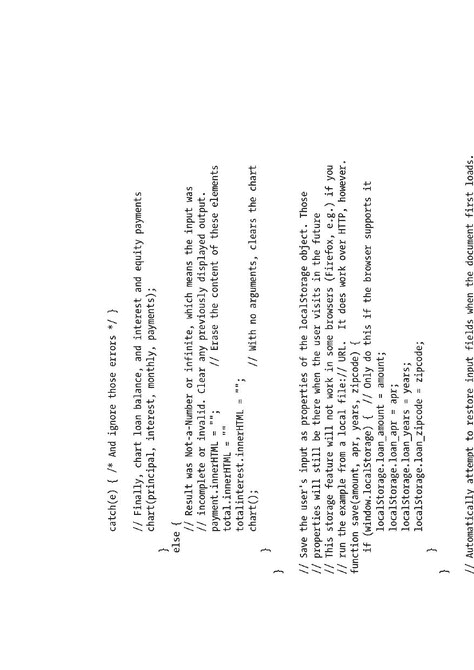 catch(e) { /* And ignore those errors */ }
// Finally, chart loan balance, and interest and equity payments
chart(principal, interest, monthly, payments);
}
else {
// Result was Not-a-Number or infinite, which means the input was
// incomplete or invalid. Clear any previously displayed output.
payment.innerHTML = "";        // Erase the content of these elements
total.innerHTML = ""
totalinterest.innerHTML = "";
chart();                       // With no arguments, clears the chart
}
}
// Save the user's input as properties of the localStorage object. Those
// properties will still be there when the user visits in the future
// This storage feature will not work in some browsers (Firefox, e.g.) if you
// run the example from a local file:// URL.  It does work over HTTP, however.
function save(amount, apr, years, zipcode) {
if (window.localStorage) {  // Only do this if the browser supports it
localStorage.loan_amount = amount;
localStorage.loan_apr = apr;
localStorage.loan_years = years;
localStorage.loan_zipcode = zipcode;
}
}
// Automatically attempt to restore input fields when the document first loads.